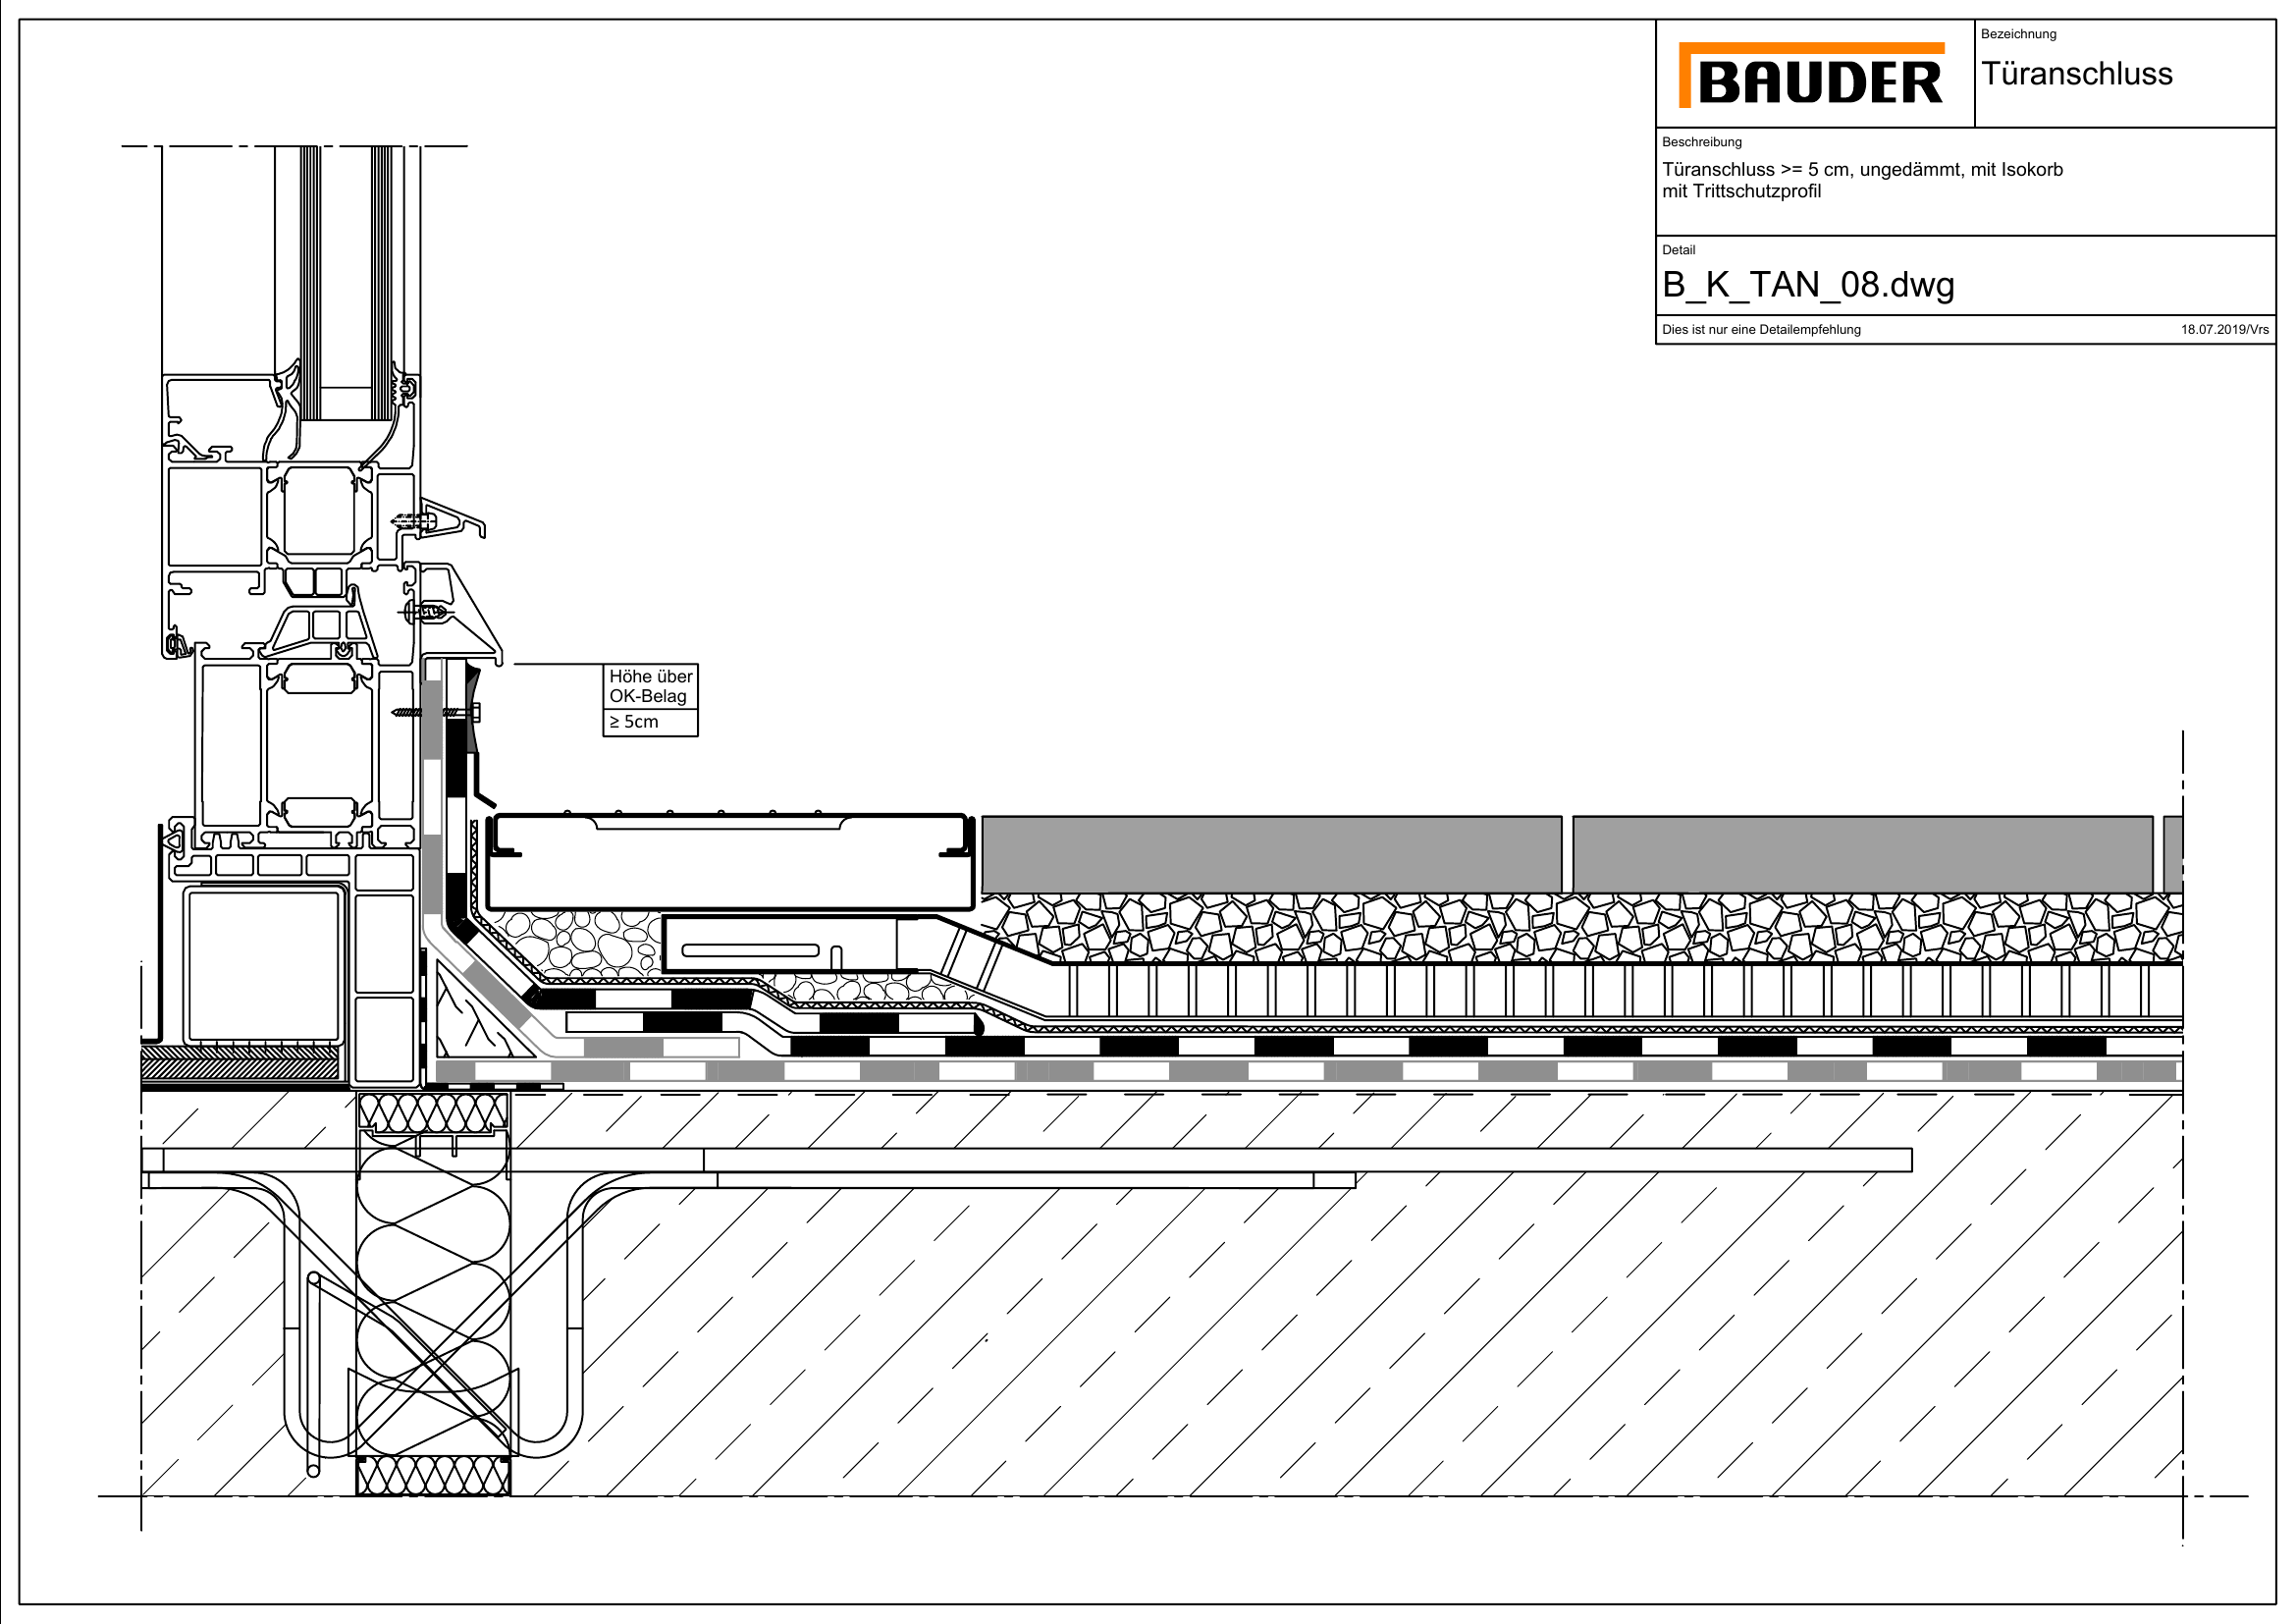 BAUDER
Bezeichnung
Türanschluss
Beschreibung
Türanschluss >= 5 cm, ungedämmt, mit Isokorb
mit Trittschutzprofil
Detail
B_K_TAN_08.dwg
Dies ist nur eine Detailempfehlung
18.07.2019/Vrs
Höhe über
OK-Belag
≥ 5cm